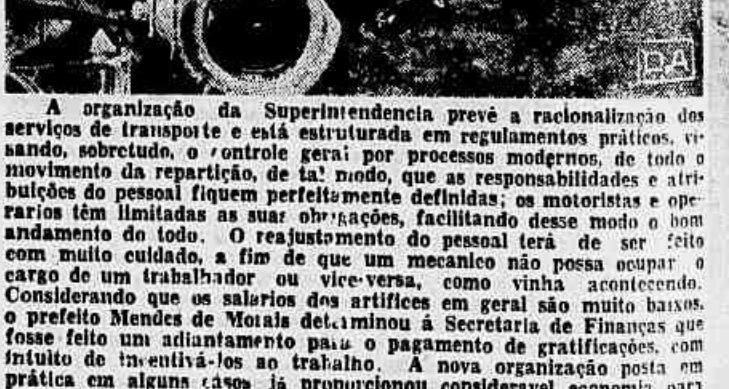 DA
A organização da Superintendencia prevê a racionalização dos
serviços de transporte e está estruturada em regulamentos práticos, vi-
sando, sobretudo, o controle geral por processos modernos, de todo o
movimento da repartição, de tal modo, que as responsabilidades e atri-
buições do pessoal fiquem perfeitamente definidas; os motoristas e ope-
rarios têm limitadas as suas obrigações, facilitando desse modo o bom
andamento do todo. O reajustamento do pessoal terá de ser feito
com muito cuidado, a fim de que um mecanico não possa ocupar o
cargo de um trabalhador ou vice-versa, como vinha acontecendo.
Considerando que os salarios dos artifices em geral são muito baixos,
o prefeito Mendes de Morais determinou á Secretaria de Finanças que
fosse feito um adiantamento para o pagamento de gratificações, com
intuito de incentivá-los ao trabalho. A nova organização posta em
prática em alguns casos já proporcionou consideravel economia para